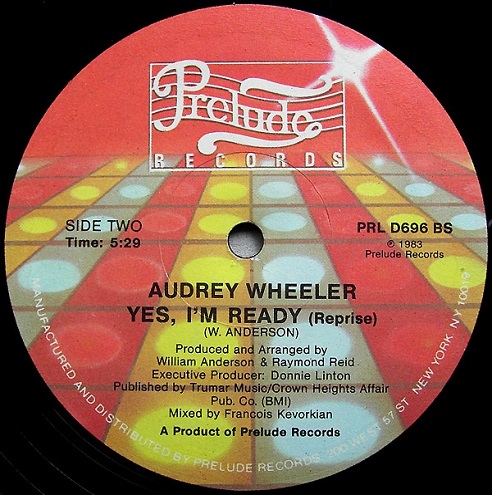 Prelude
RECORDS
SIDE TWO
Time: 5:29
PRL D696 BS
℗ 1983
Prelude Records
AUDREY WHEELER
YES, I'M READY (Reprise)
(W. ANDERSON)
Produced and Arranged by
William Anderson & Raymond Reid
Executive Producer: Donnie Linton
Published by Trumar Music/Crown Heights Affair
Pub. Co. (BMI)
Mixed by Francois Kevorkian
A Product of Prelude Records
MANUFACTURED AND DISTRIBUTED BY PRELUDE RECORDS 200 WEST 57 ST NEW YORK NY 10019